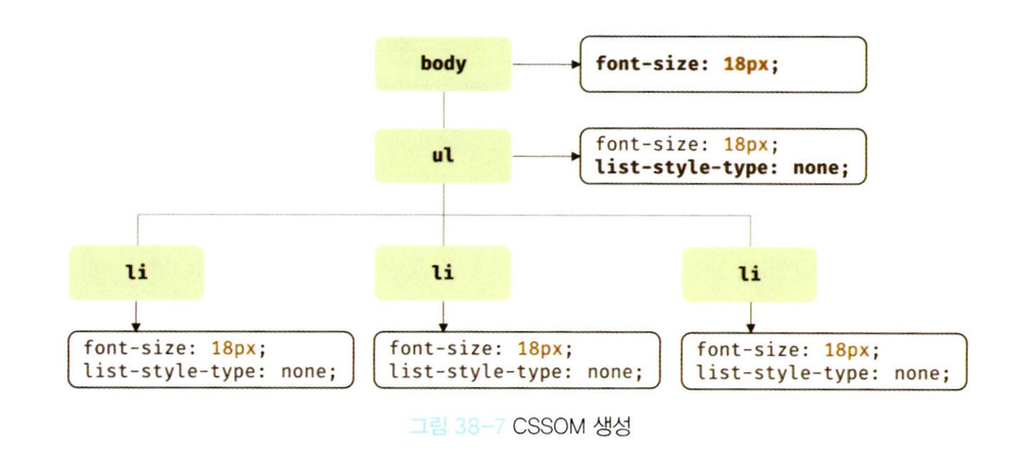 body
font-size: 18px;
ul
font-size: 18px;
list-style-type: none;
li
li
li
font-size: 18px;
list-style-type: none;
font-size: 18px;
list-style-type: none;
font-size: 18px;
list-style-type: none;
그림 38-7 CSSOM 생성